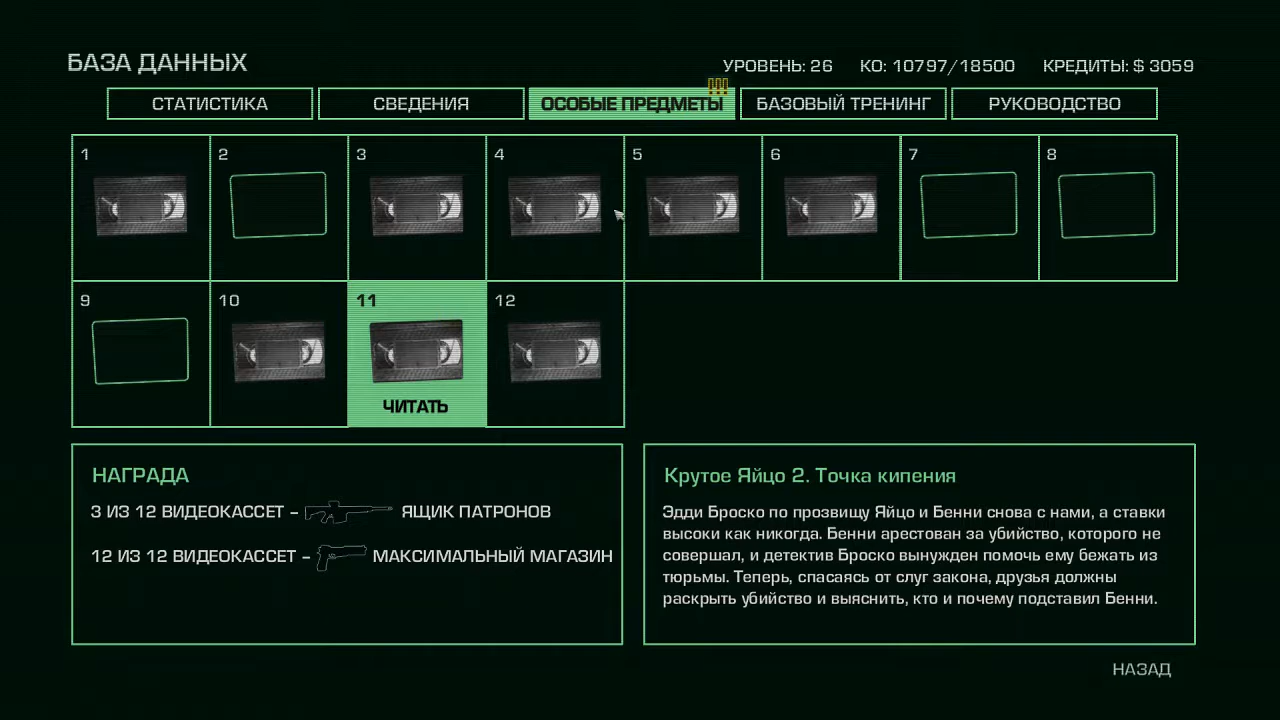 БАЗА ДАННЫХ
УРОВЕНЬ: 26 КО: 10797/18500 КРЕДИТЫ: $ 3059
СТАТИСТИКА СВЕДЕНИЯ ОСОБЫЕ ПРЕДМЕТЫ !!! БАЗОВЫЙ ТРЕНИНГ РУКОВОДСТВО
1 2 3 4 5 6 7 8
9 10 11 12
ЧИТАТЬ
НАГРАДА
3 ИЗ 12 ВИДЕОКАССЕТ – ЯЩИК ПАТРОНОВ
12 ИЗ 12 ВИДЕОКАССЕТ – МАКСИМАЛЬНЫЙ МАГАЗИН
Крутое Яйцо 2. Точка кипения
Эдди Броско по прозвищу Яйцо и Бенни снова с нами, а ставки
высоки как никогда. Бенни арестован за убийство, которого не
совершал, и детектив Броско вынужден помочь ему бежать из
тюрьмы. Теперь, спасаясь от слуг закона, друзья должны
раскрыть убийство и выяснить, кто и почему подставил Бенни.
НАЗАД